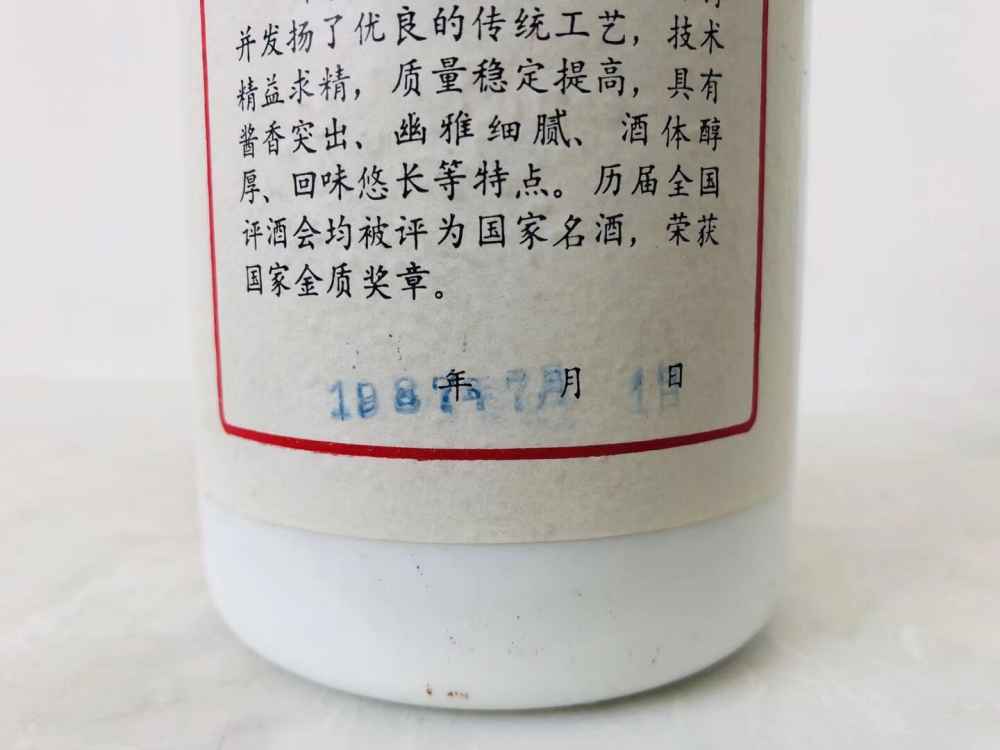 并发扬了优良的传统工艺，技术
精益求精，质量稳定提高，具有
酱香突出、幽雅细腻、酒体醇
厚、回味悠长等特点。历届全国
评酒会均被评为国家名酒，荣获
国家金质奖章。
年 月 日